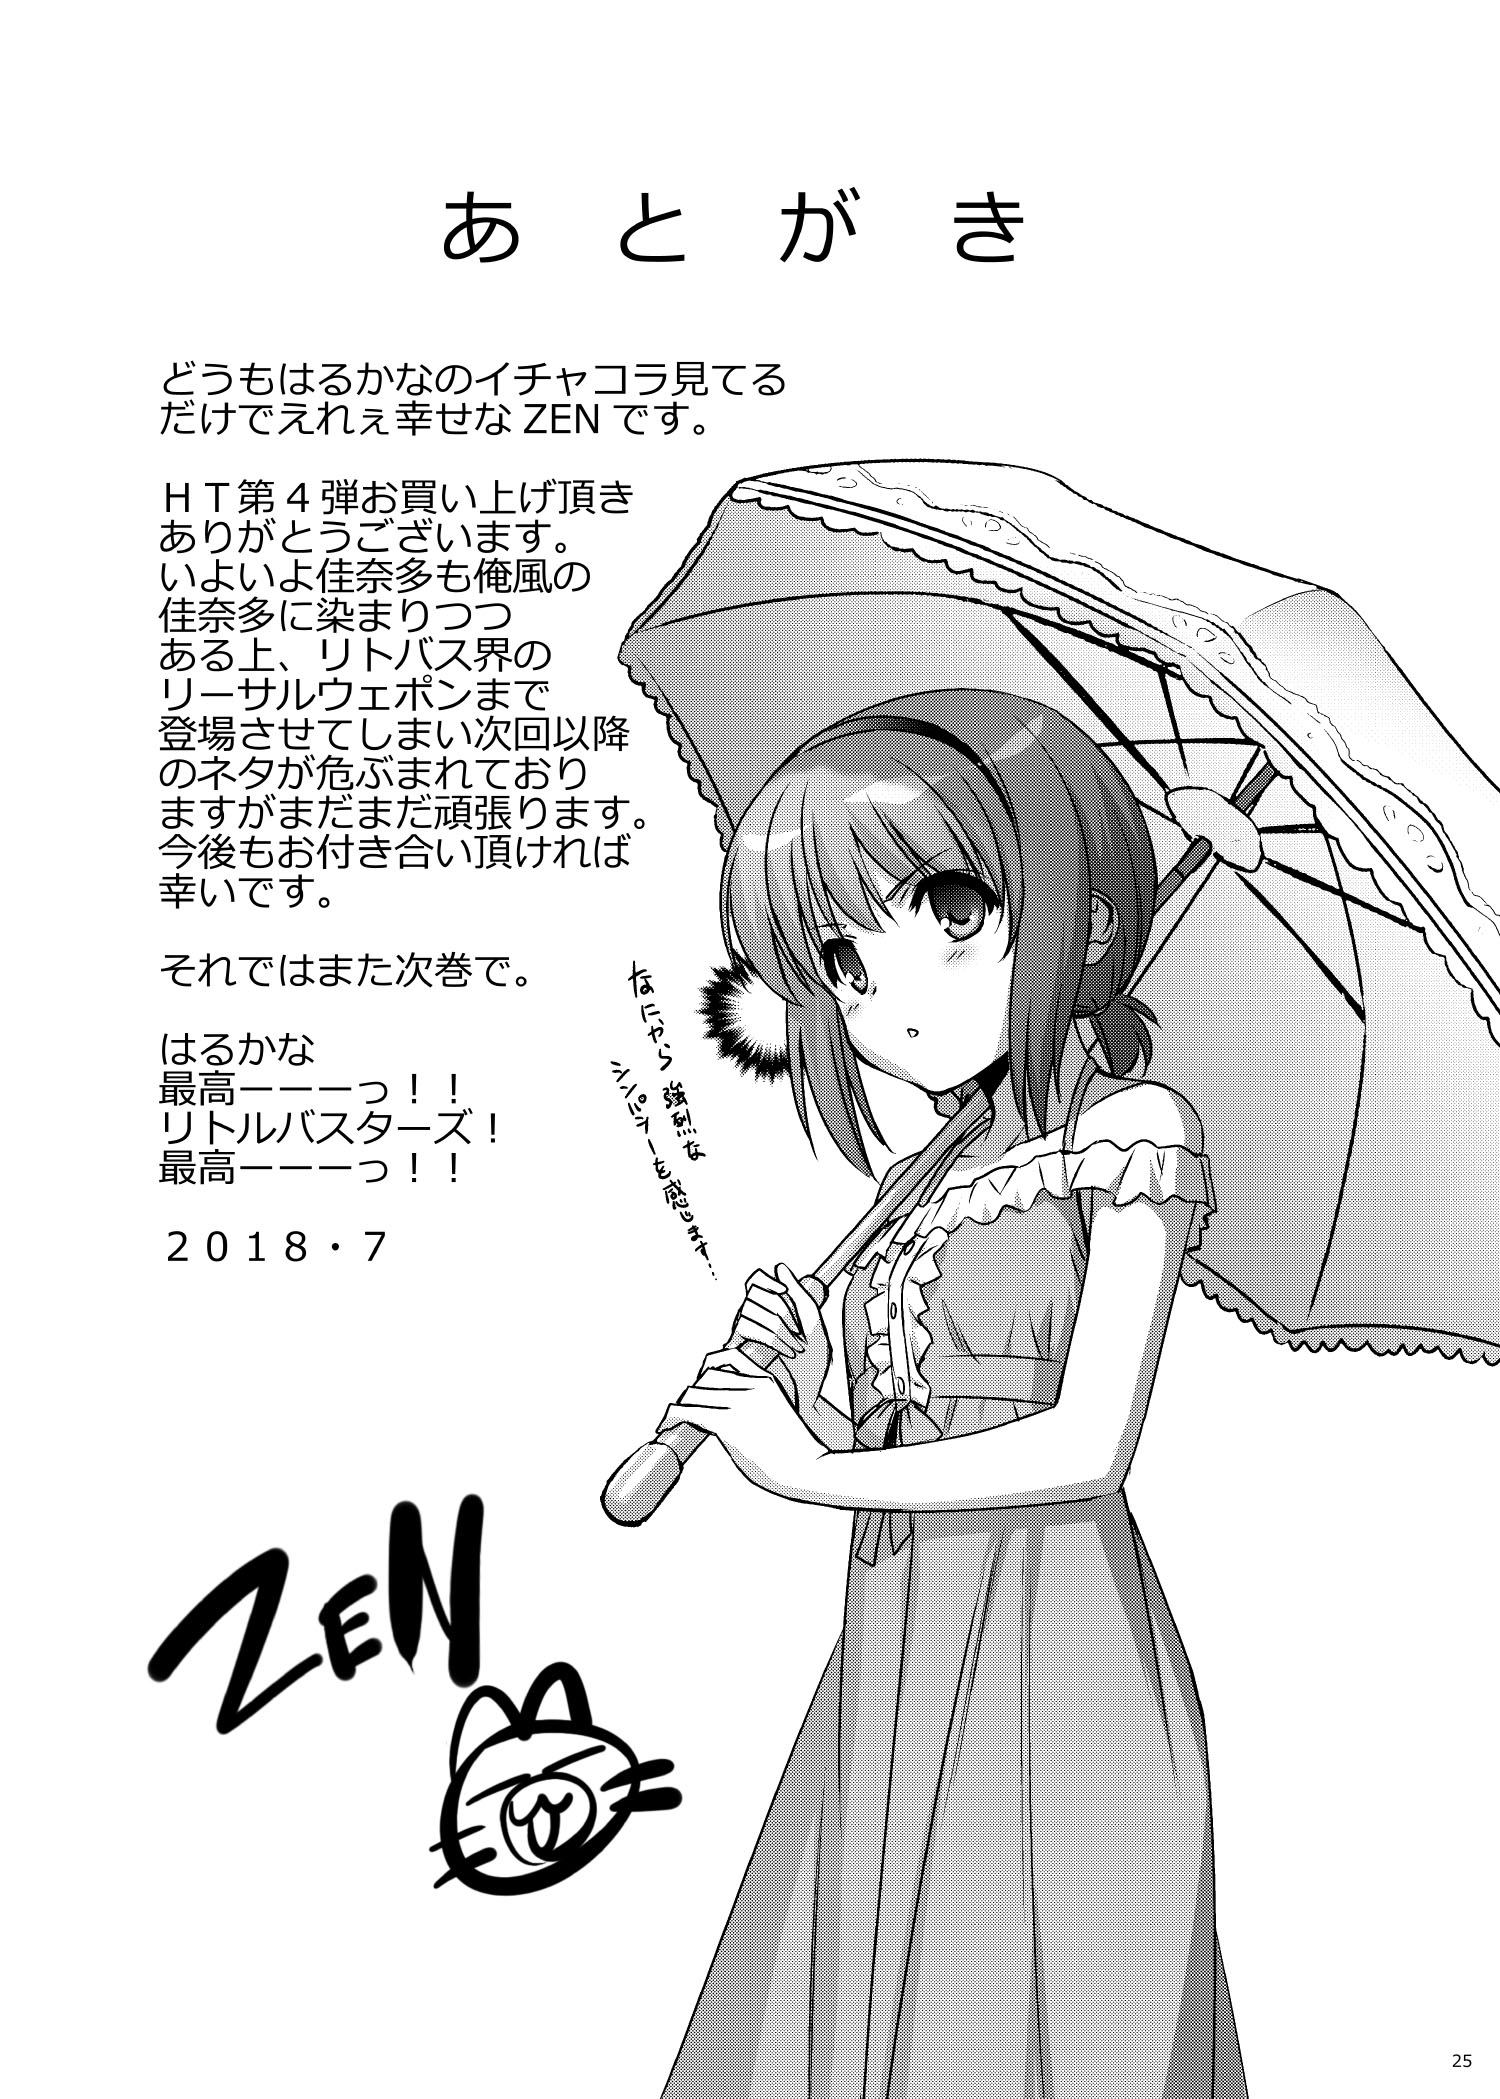 あとがき
どうもはるかなのイチャコラ見てる
だけでえれぇ幸せなZENです。
ＨＴ第４弾お買い上げ頂き
ありがとうございます。
いよいよ佳奈多も俺風の
佳奈多に染まりつつ
ある上、リトバス界の
リーサルウェポンまで
登場させてしまい次回以降
のネタが危ぶまれており
ますがまだまだ頑張ります。
今後もお付き合い頂ければ
幸いです。
それではまた次巻で。
はるかな
最高ーーーっ！！
リトルバスターズ！
最高ーーーっ！！
２０１８・７
なにやら強烈な
シンパシーを感じます…
ZEN
25